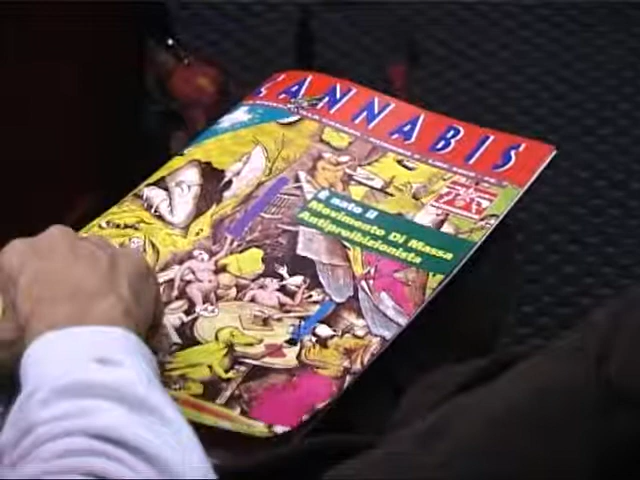 CANNABIS
È nato il
Movimento Di Massa
Antiproibizionista